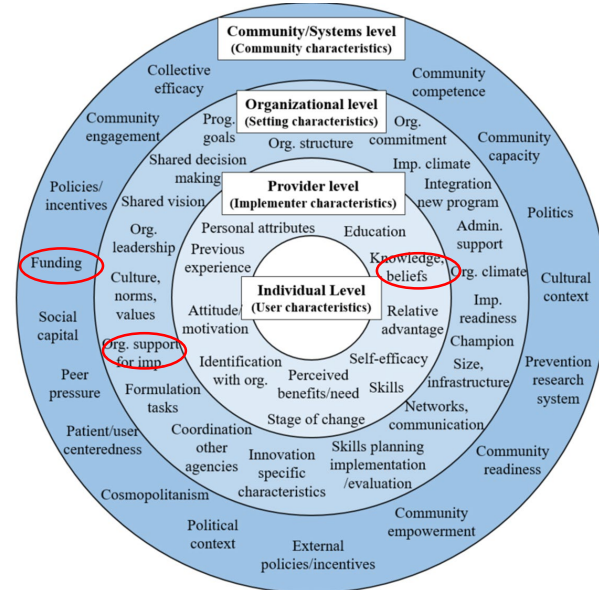 Community/Systems level
(Community characteristics)
Collective
efficacy
Community
competence
Community
engagement
Community
capacity
Policies/
incentives
Politics
Funding
Cultural
context
Social
capital
Peer
pressure
Prevention
research
system
Patient/user
centeredness
Community
readiness
Cosmopolitanism
Community
empowerment
Political
context
External
policies/incentives
Organizational level
(Setting characteristics)
Prog.
goals
Org. structure
Org.
commitment
Shared decision
making
Imp. climate
Integration
new program
Shared vision
Admin.
support
Org.
leadership
Org. climate
Culture,
norms,
values
Imp.
readiness
Champion
Org. support
for imp.
Size,
infrastructure
Formulation
tasks
Networks,
communication
Coordination
other
agencies
Innovation
specific
characteristics
Skills planning
implementation
/evaluation
Provider level
(Implementer characteristics)
Personal attributes
Education
Previous
experience
Knowledge,
beliefs
Attitude/
motivation
Relative
advantage
Identification
with org.
Self-efficacy
Perceived
benefits/need
Skills
Stage of change
Individual Level
(User characteristics)